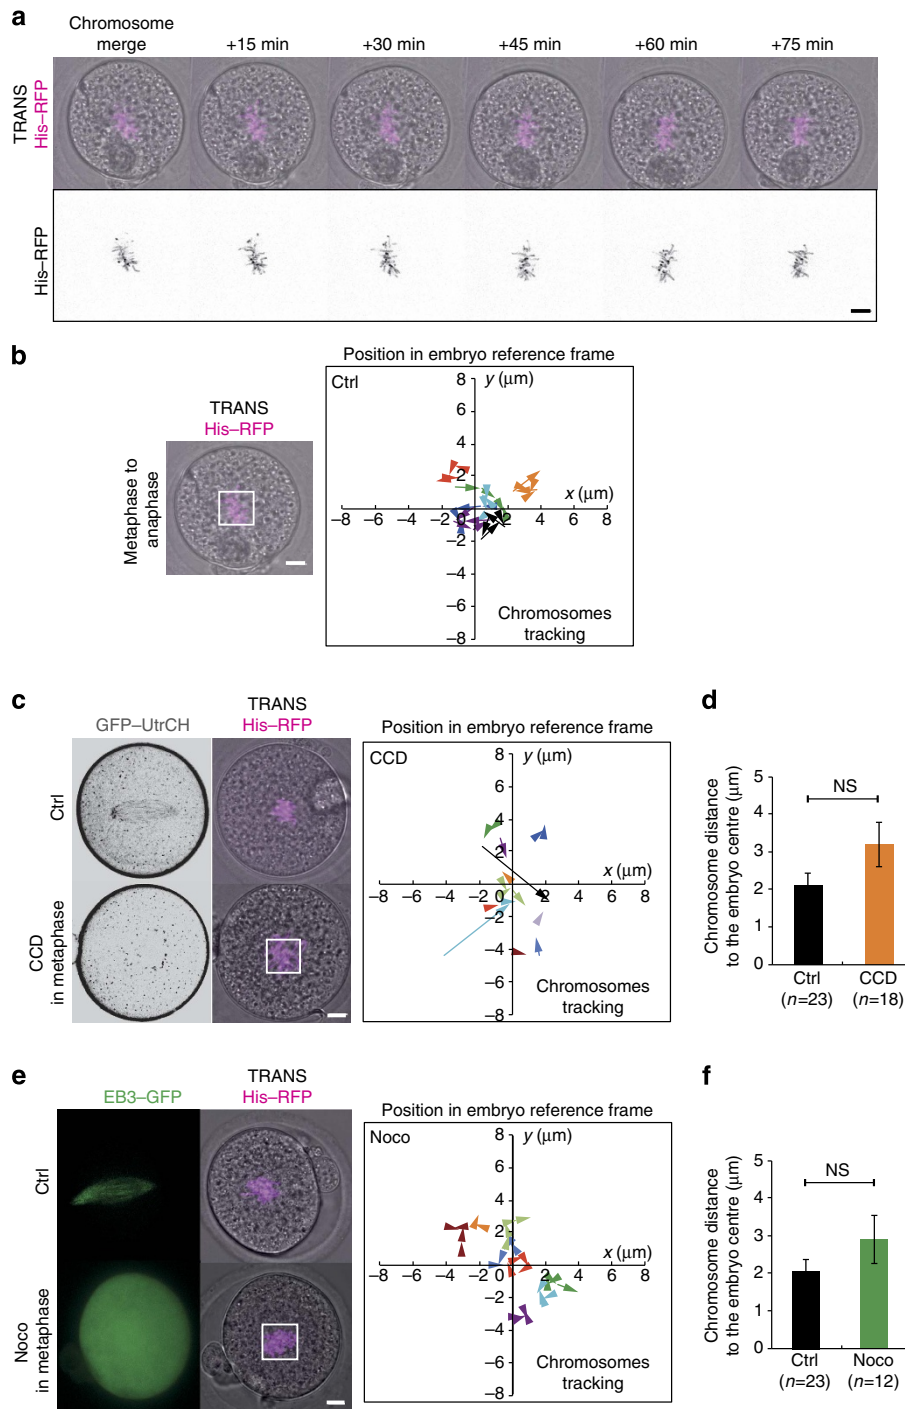 a
Chromosome
merge
+15 min
+30 min
+45 min
+60 min
+75 min
TRANS
His–RFP
His–RFP
b
Position in embryo reference frame
TRANS
His–RFP
Metaphase to
anaphase
Ctrl
y (μm)
8
6
4
2
x (μm)
–8 –6 –4 –2 0 2 4 6 8
–2
–4
–6
–8
Chromosomes
tracking
c
GFP–UtrCH
TRANS
His–RFP
Ctrl
CCD
in metaphase
Position in embryo reference frame
CCD
y (μm)
8
6
4
2
x (μm)
–8 –6 –4 –2 0 2 4 6 8
–2
–4
–6
–8
Chromosomes
tracking
d
Chromosome distance
to the embryo centre (μm)
5
4
3
2
1
0
NS
Ctrl
(n=23)
CCD
(n=18)
e
EB3–GFP
TRANS
His–RFP
Ctrl
Noco
in metaphase
Position in embryo reference frame
Noco
y (μm)
8
6
4
2
x (μm)
–8 –6 –4 –2 0 2 4 6 8
–2
–4
–6
–8
Chromosomes
tracking
f
Chromosome distance
to the embryo centre (μm)
5
4
3
2
1
0
NS
Ctrl
(n=23)
Noco
(n=12)